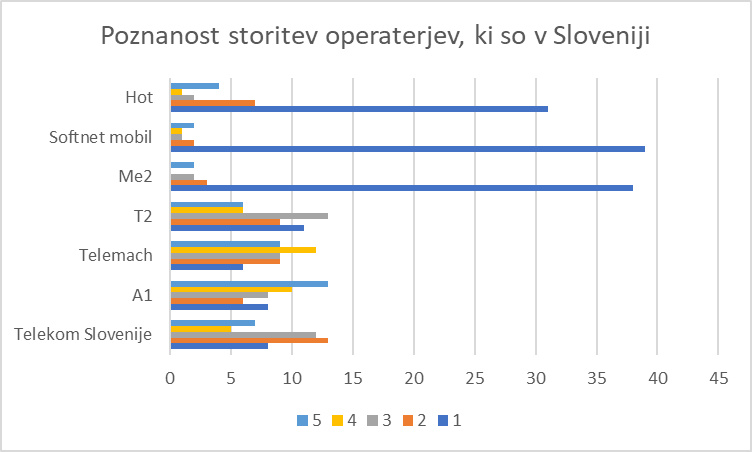 Poznanost storitev operaterjev, ki so v Sloveniji
Hot
Softnet mobil
Me2
T2
Telemach
A1
Telekom Slovenije
0 5 10 15 20 25 30 35 40 45
5 4 3 2 1